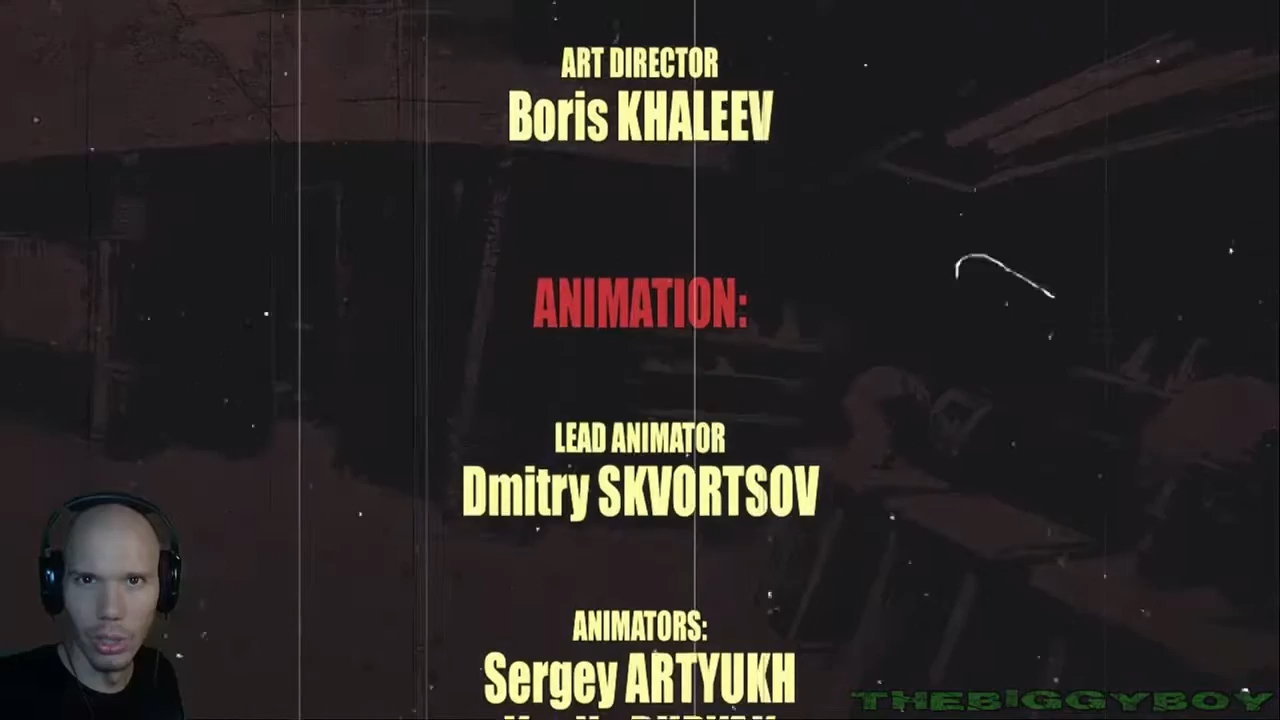 ART DIRECTOR
Boris KHALEEV
ANIMATION:
LEAD ANIMATOR
Dmitry SKVORTSOV
ANIMATORS:
Sergey ARTYUKH
THEBIGGYBOY